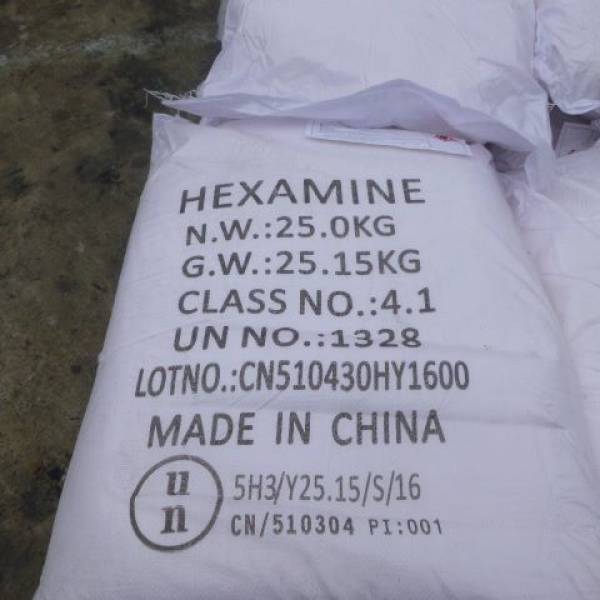 HEXAMINE
N.W.:25.0KG
G.W.:25.15KG
CLASS NO.:4.1
UN NO.:1328
LOTNO.:CN510430HY1600
MADE IN CHINA
un
5H3/Y25.15/S/16
CN/510304 PI:001